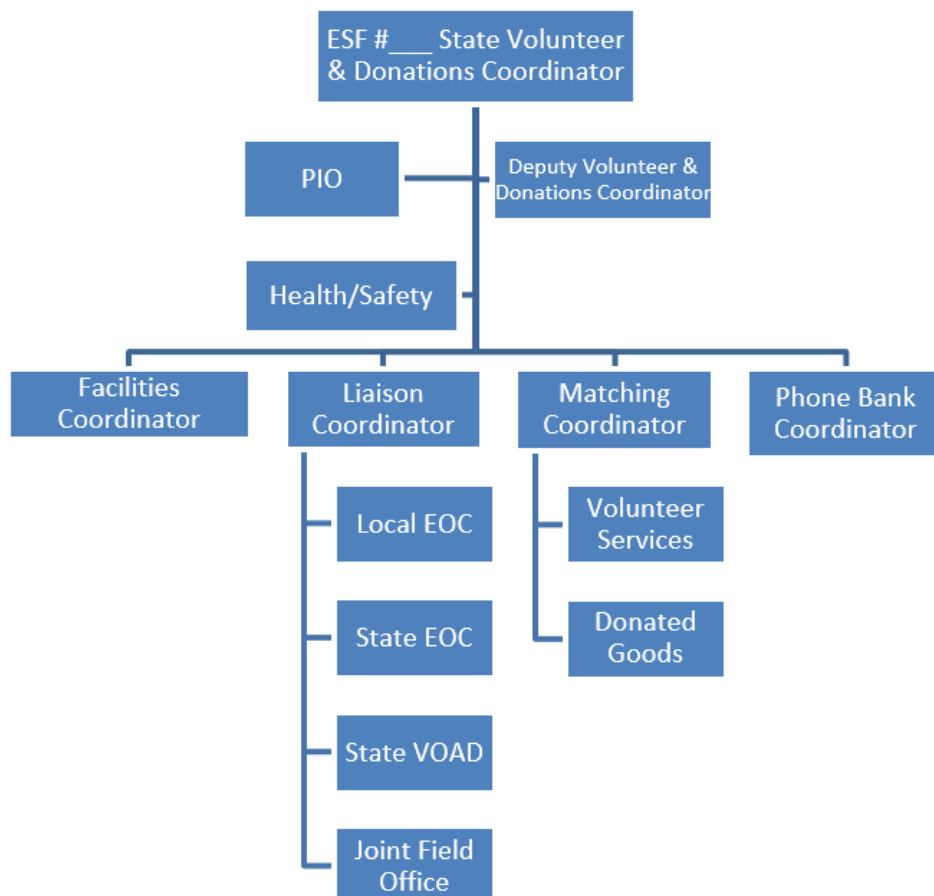 ESF #___ State Volunteer
& Donations Coordinator
PIO
Deputy Volunteer &
Donations Coordinator
Health/Safety
Facilities
Coordinator
Liaison
Coordinator
Matching
Coordinator
Phone Bank
Coordinator
Local EOC
State EOC
State VOAD
Joint Field
Office
Volunteer
Services
Donated
Goods